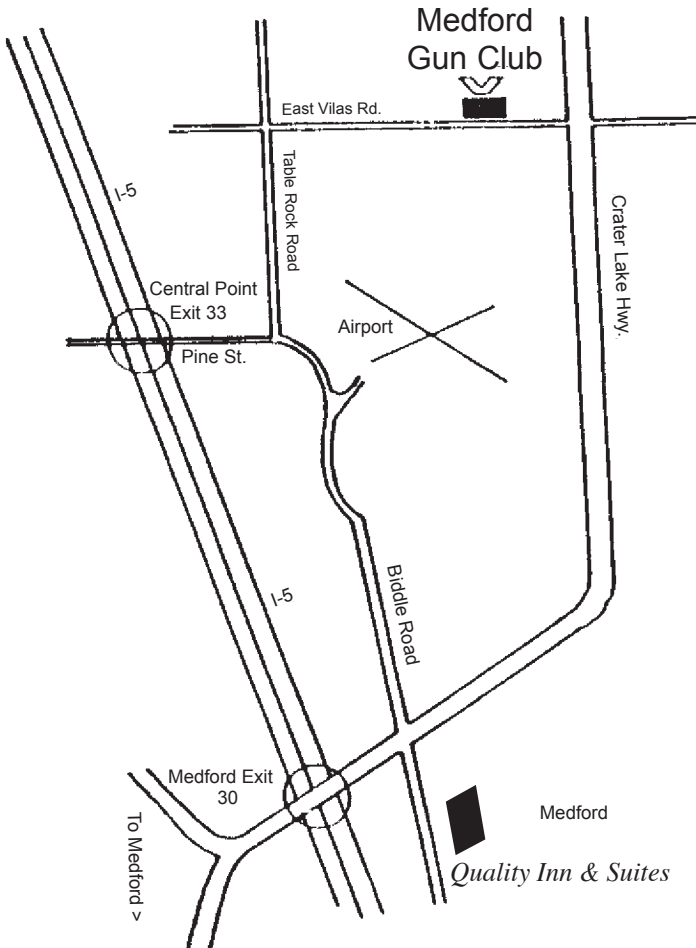 Medford
Gun Club
East Vilas Rd.
Table Rock Road
I-5
Crater Lake Hwy.
Central Point
Exit 33
Airport
Pine St.
I-5
Biddle Road
Medford Exit
30
Medford
To Medford >
Quality Inn & Suites